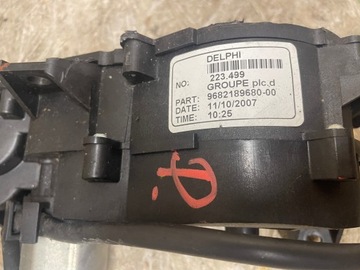 DELPHI
NO: 223.499
GROUPE plc.d
PART: 9682189680-00
DATE: 11/10/2007
TIME: 10:25